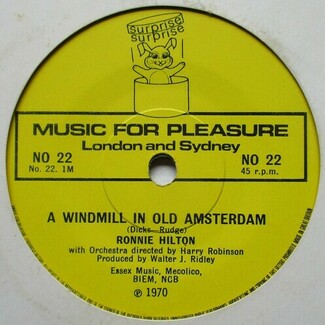 surprise
surprise
MUSIC FOR PLEASURE
London and Sydney
NO 22
No. 22. 1M
NO 22
45 r.p.m.
A WINDMILL IN OLD AMSTERDAM
(Dicks, Rudge)
RONNIE HILTON
with Orchestra directed by Harry Robinson
Produced by Walter J. Ridley
Essex Music, Mecolico,
BIEM, NCB
℗ 1970